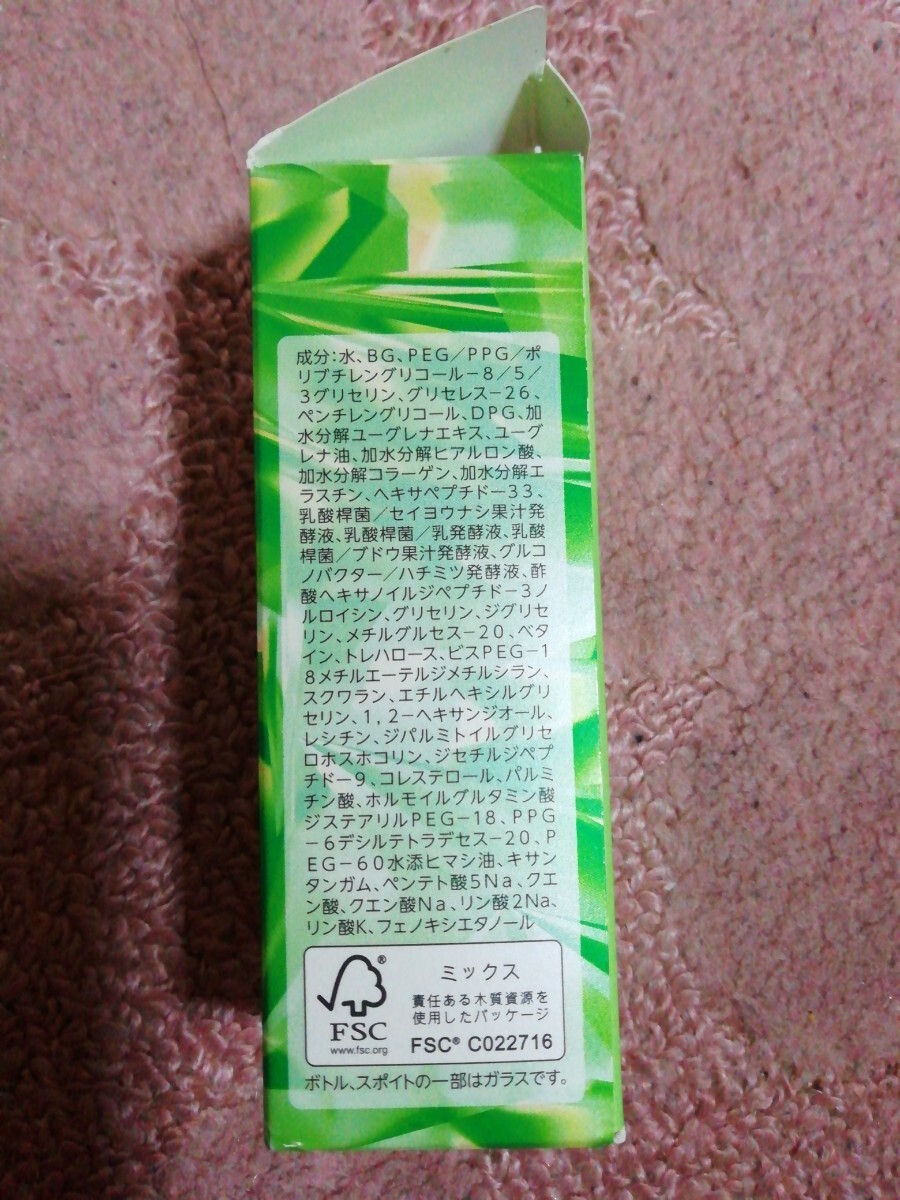 成分：水、BG、PEG／PPG／ポ
リブチレングリコール－8／5／
3グリセリン、グリセレス－26、
ペンチレングリコール、DPG、加
水分解ユーグレナエキス、ユーグ
レナ油、加水分解ヒアルロン酸、
加水分解コラーゲン、加水分解エ
ラスチン、ヘキサペプチド－33、
乳酸桿菌／セイヨウナシ果汁発
酵液、乳酸桿菌／乳発酵液、乳酸
桿菌／ブドウ果汁発酵液、グルコ
ノバクター／ハチミツ発酵液、酢
酸ヘキサノイルジペプチド－3ノ
ルロイシン、グリセリン、ジグリセ
リン、メチルグルセス－20、ベタ
イン、トレハロース、ビスPEG－1
8メチルエーテルジメチルシラン、
スクワラン、エチルヘキシルグリ
セリン、1，2－ヘキサンジオール、
レシチン、ジパルミトイルグリセ
ロホスホコリン、ジセチルジペプ
チド－9、コレステロール、パルミ
チン酸、ホルモイルグルタミン酸
ジステアリルPEG－18、PPG
－6デシルテトラデセス－20、P
EG－60水添ヒマシ油、キサン
タンガム、ペンテト酸5Na、クエ
ン酸、クエン酸Na、リン酸2Na、
リン酸K、フェノキシエタノール
® ミックス
責任ある木質資源を
使用したパッケージ
FSC
www.fsc.org
FSC® C022716
ボトル、スポイトの一部はガラスです。